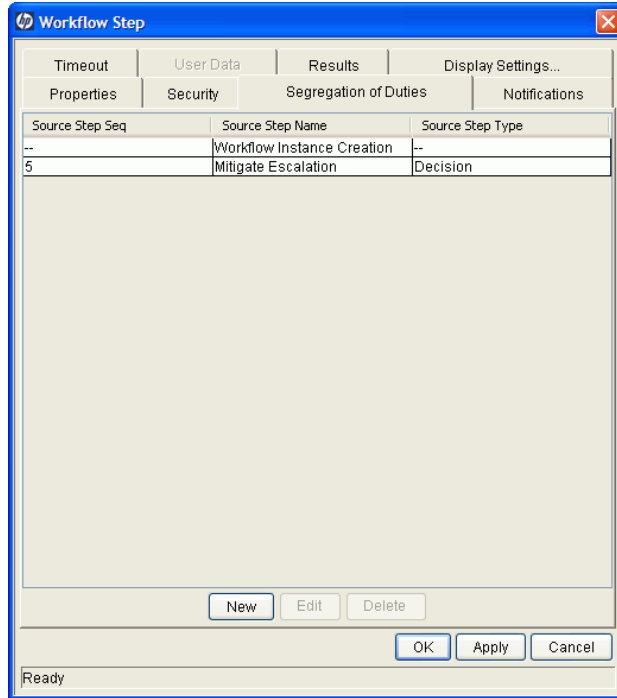 hp Workflow Step
Timeout User Data Results Display Settings...
Properties Security Segregation of Duties Notifications
Source Step Seq Source Step Name Source Step Type
-- Workflow Instance Creation --
5 Mitigate Escalation Decision
New Edit Delete
OK Apply Cancel
Ready